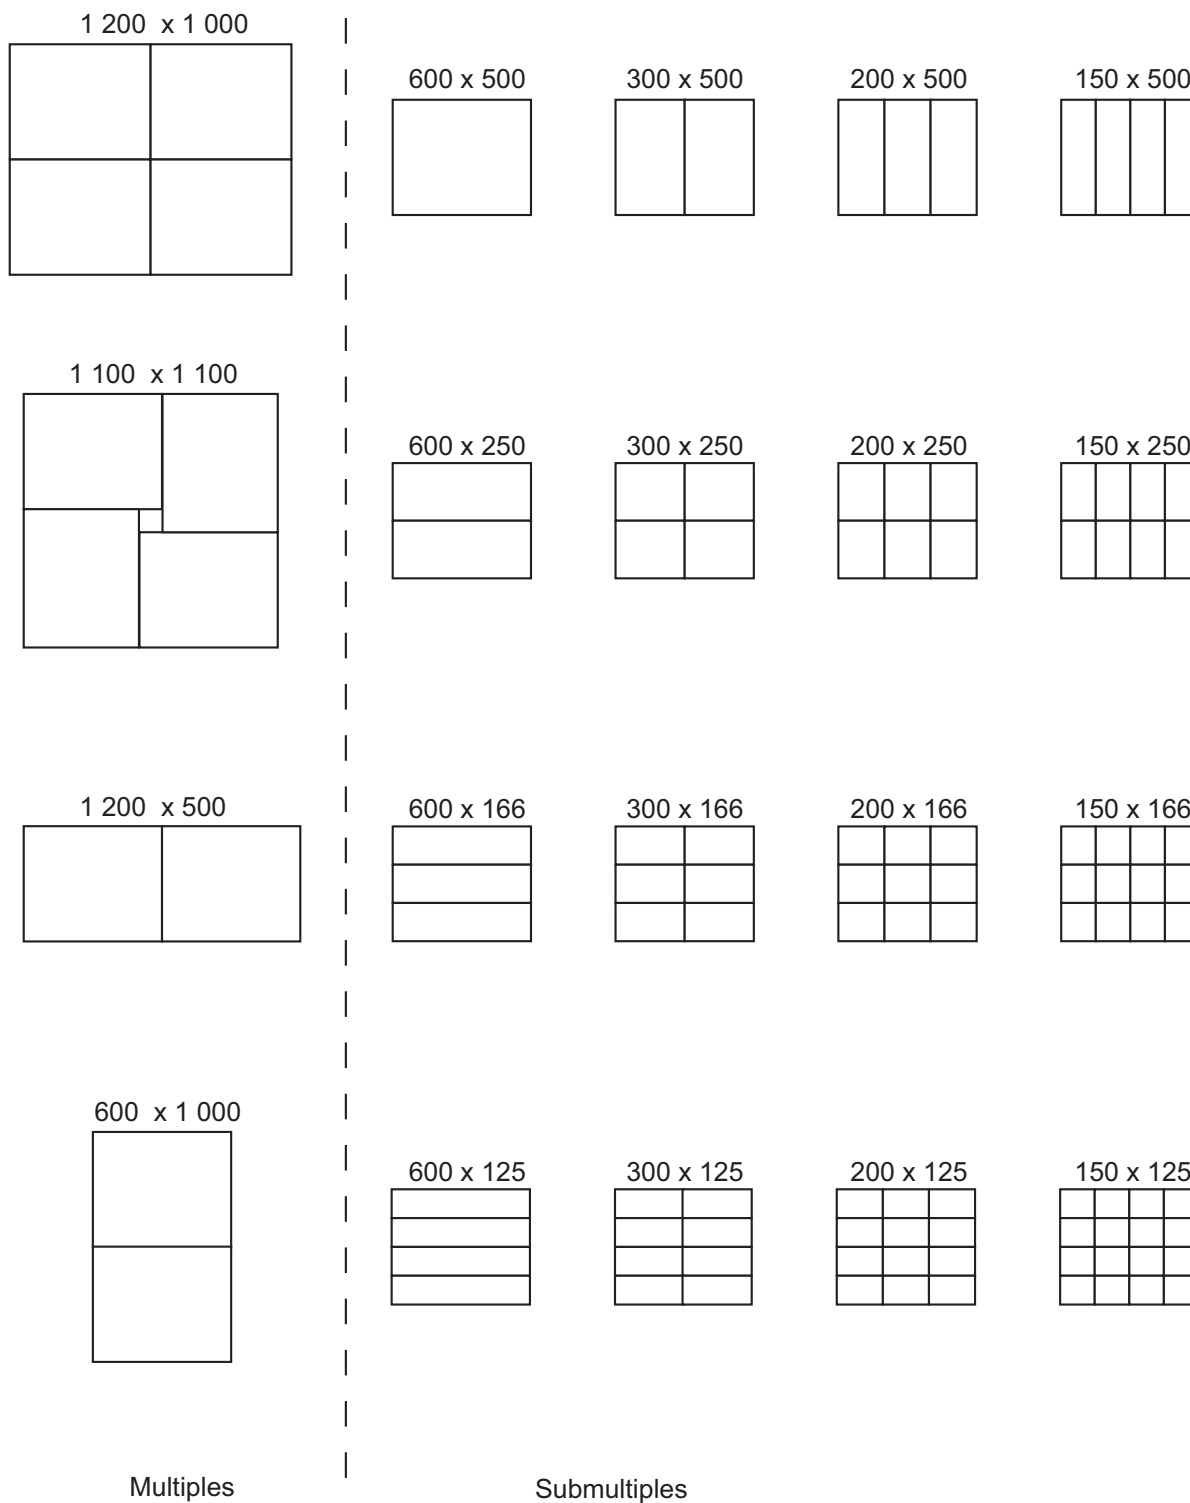 1 200 x 1 000
600 x 500 300 x 500 200 x 500 150 x 500
1 100 x 1 100
600 x 250 300 x 250 200 x 250 150 x 250
1 200 x 500
600 x 166 300 x 166 200 x 166 150 x 166
600 x 1 000
600 x 125 300 x 125 200 x 125 150 x 125
Multiples Submultiples